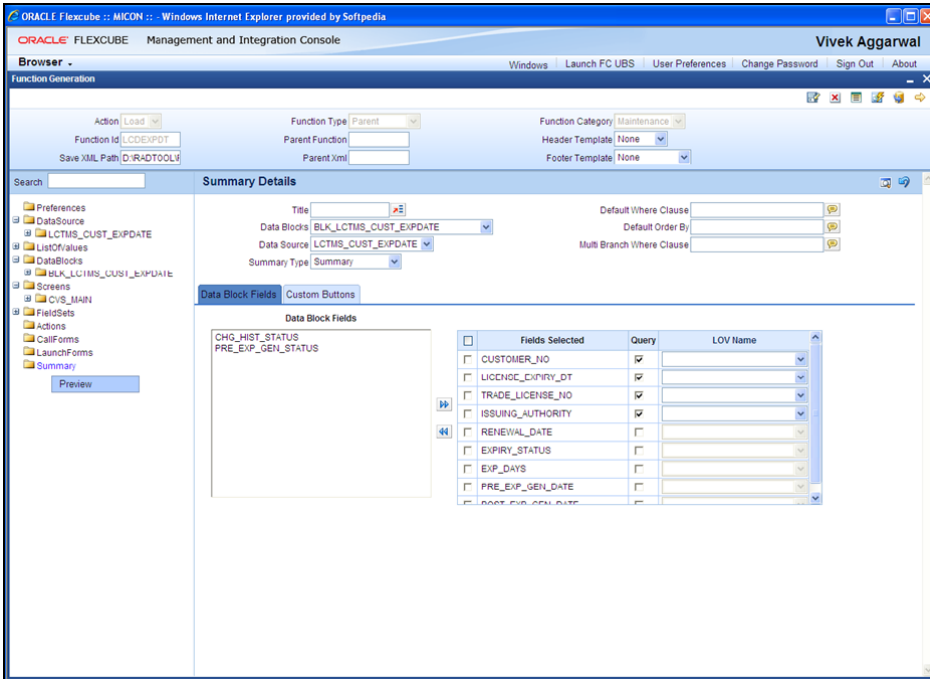 ORACLE Flexcube :: MICON :: - Windows Internet Explorer provided by Softpedia
ORACLE FLEXCUBE Management and Integration Console
Vivek Aggarwal
Browser Windows Launch FC UBS User Preferences Change Password Sign Out About
Function Generation
Action Load Function Type Parent Function Category Maintenance
Function Id LCDEXPDT Parent Function Header Template None
Save XML Path D:\RADTOOL\F Parent Xml Footer Template None
Search Summary Details
Preferences
DataSource
LCTMS_CUST_EXPDATE
ListOfValues
DataBlocks
BLK_LCTMS_CUST_EXPDATE
Screens
CVS_MAIN
FieldSets
Actions
CallForms
LaunchForms
Summary
Preview
Title Default Where Clause
Data Blocks BLK_LCTMS_CUST_EXPDATE Default Order By
Data Source LCTMS_CUST_EXPDATE Multi Branch Where Clause
Summary Type Summary
Data Block Fields Custom Buttons
Data Block Fields
CHG_HIST_STATUS
PRE_EXP_GEN_STATUS
Fields Selected Query LOV Name
CUSTOMER_NO
LICENSE_EXPIRY_DT
TRADE_LICENSE_NO
ISSUING_AUTHORITY
RENEWAL_DATE
EXPIRY_STATUS
EXP_DAYS
PRE_EXP_GEN_DATE
POST_EXP_GEN_DATE